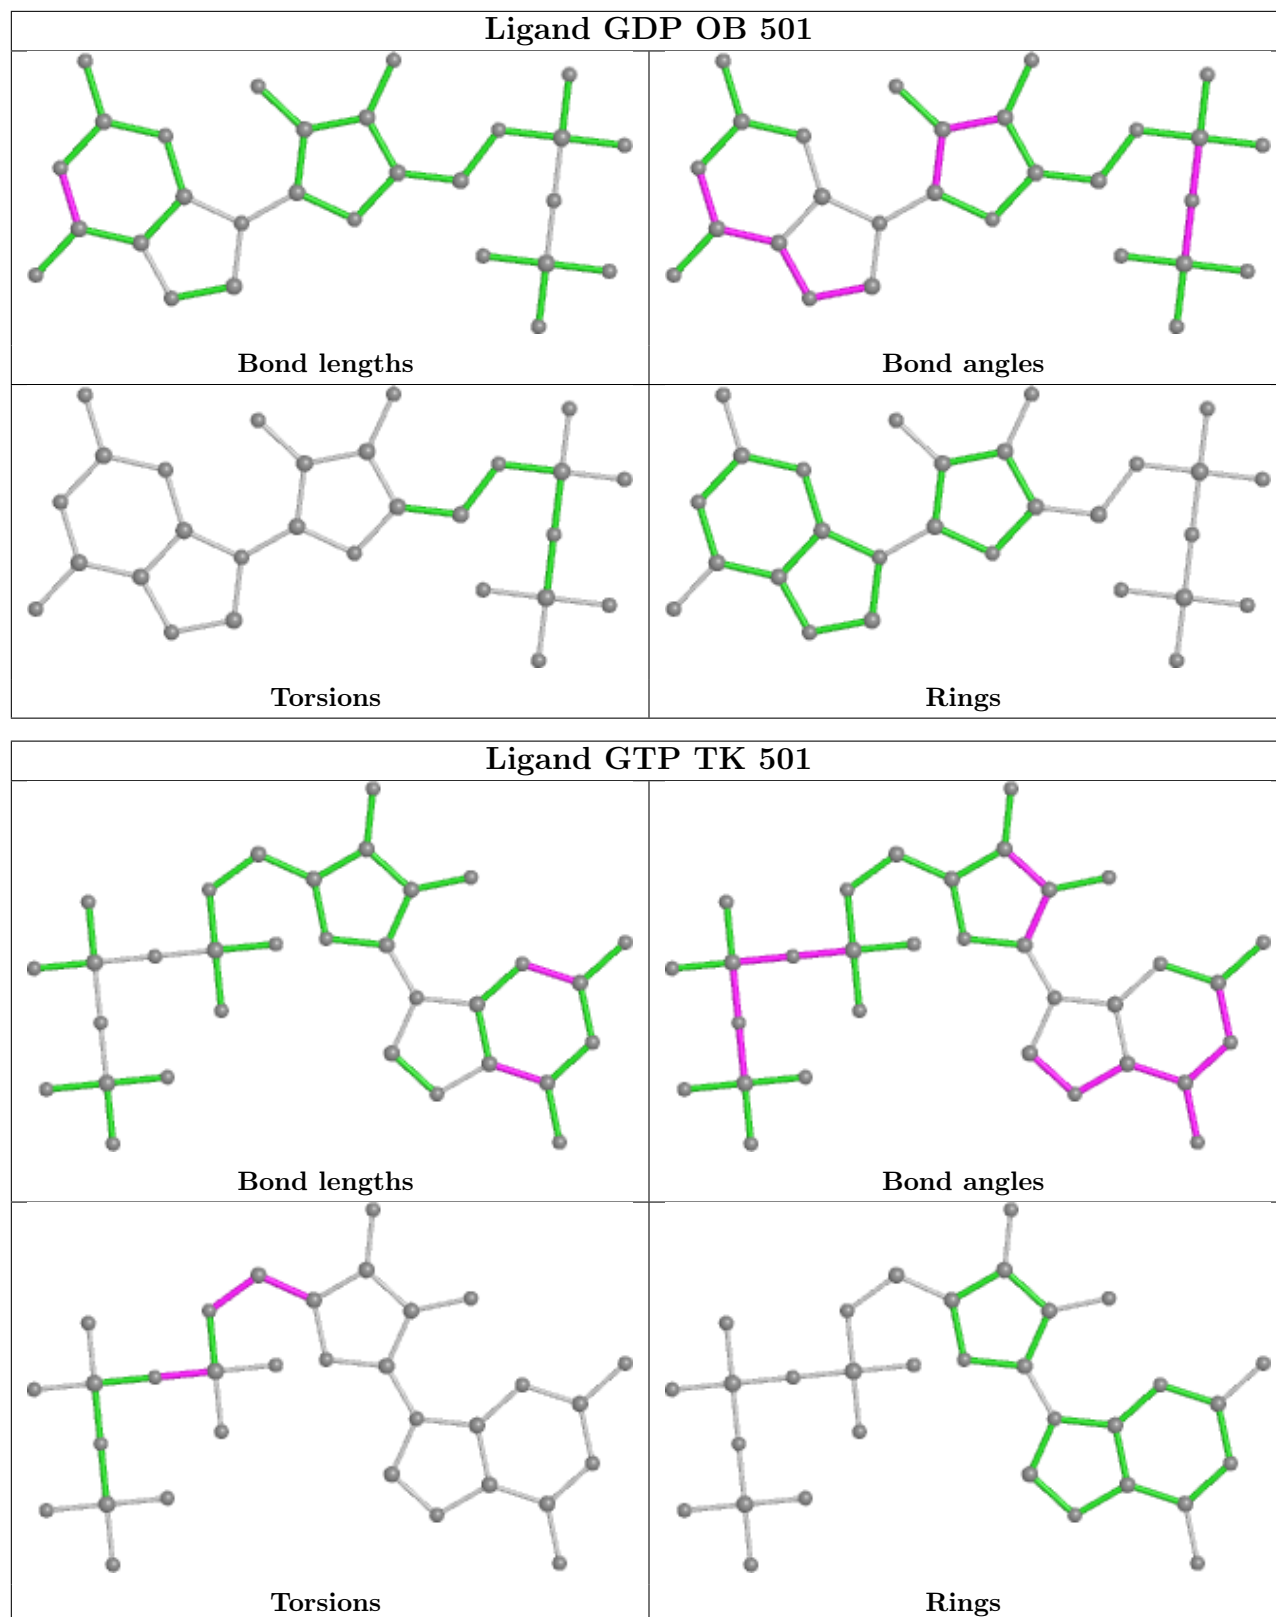 Ligand GDP OB 501
Bond lengths
Bond angles
Torsions
Rings
Ligand GTP TK 501
Bond lengths
Bond angles
Torsions
Rings